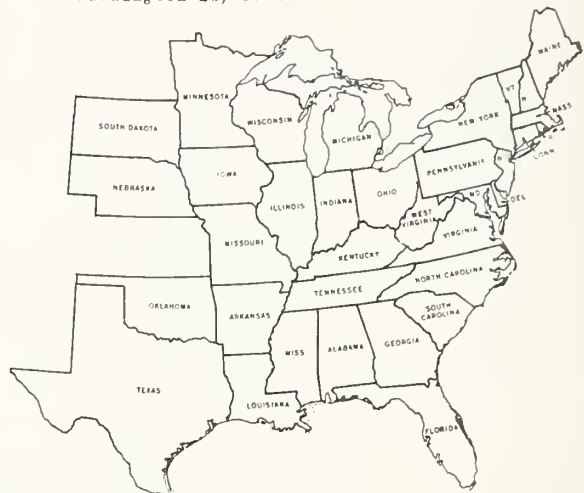 MAINE
MINNESOTA
VT
N
WISCONSIN
MASS
SOUTH DAKOTA
NEW YORK
MICHIGAN
CONN
IOWA
PENNSYLVANIA
NEBRASKA
OHIO
ILLINOIS
INDIANA
MD
DEL
WEST
VIRGINIA
MISSOURI
VIRGINIA
KENTUCKY
NORTH CAROLINA
TENNESSEE
OKLAHOMA
ARKANSAS
SOUTH
CAROLINA
MISS
ALABAMA
GEORGIA
TEXAS
LOUISIANA
FLORIDA